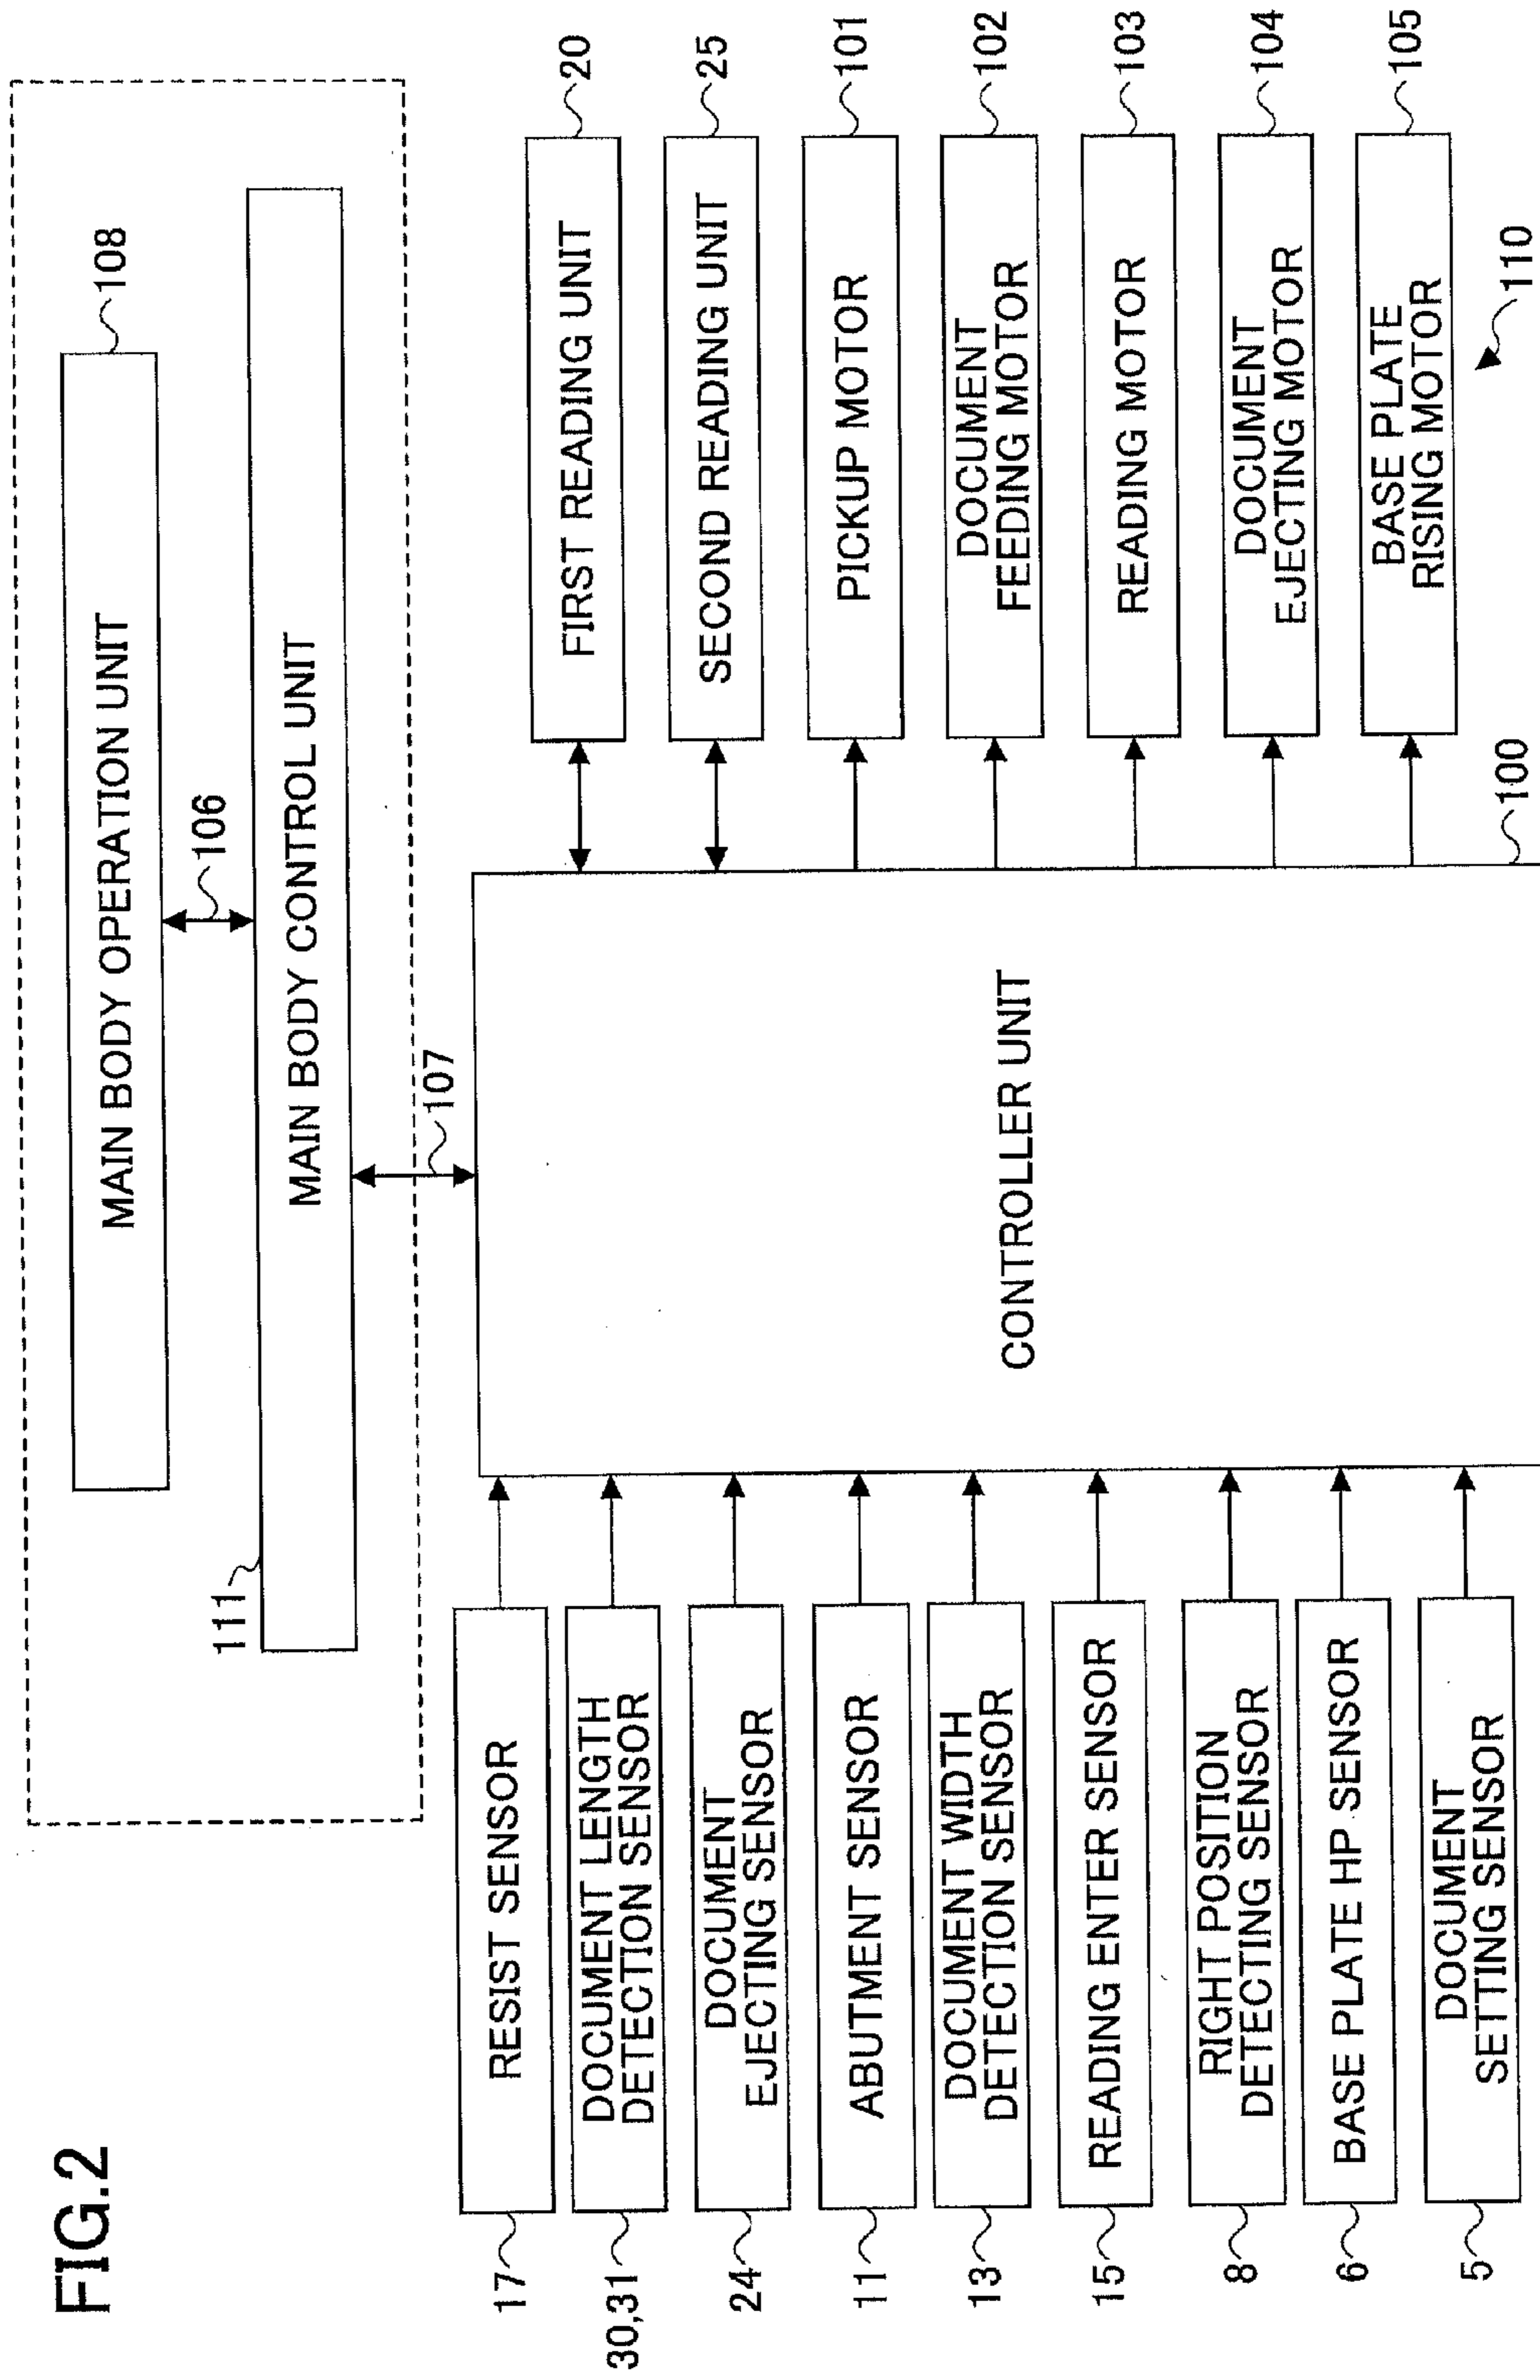 FIG.2
MAIN BODY OPERATION UNIT
108
106
111
MAIN BODY CONTROL UNIT
107
17
RESIST SENSOR
30,31
DOCUMENT LENGTH
DETECTION SENSOR
24
DOCUMENT
EJECTING SENSOR
11
ABUTMENT SENSOR
13
DOCUMENT WIDTH
DETECTION SENSOR
15
READING ENTER SENSOR
8
RIGHT POSITION
DETECTING SENSOR
6
BASE PLATE HP SENSOR
5
DOCUMENT
SETTING SENSOR
CONTROLLER UNIT
100
FIRST READING UNIT
20
SECOND READING UNIT
25
PICKUP MOTOR
101
DOCUMENT
FEEDING MOTOR
102
READING MOTOR
103
DOCUMENT
EJECTING MOTOR
104
BASE PLATE
RISING MOTOR
105
110